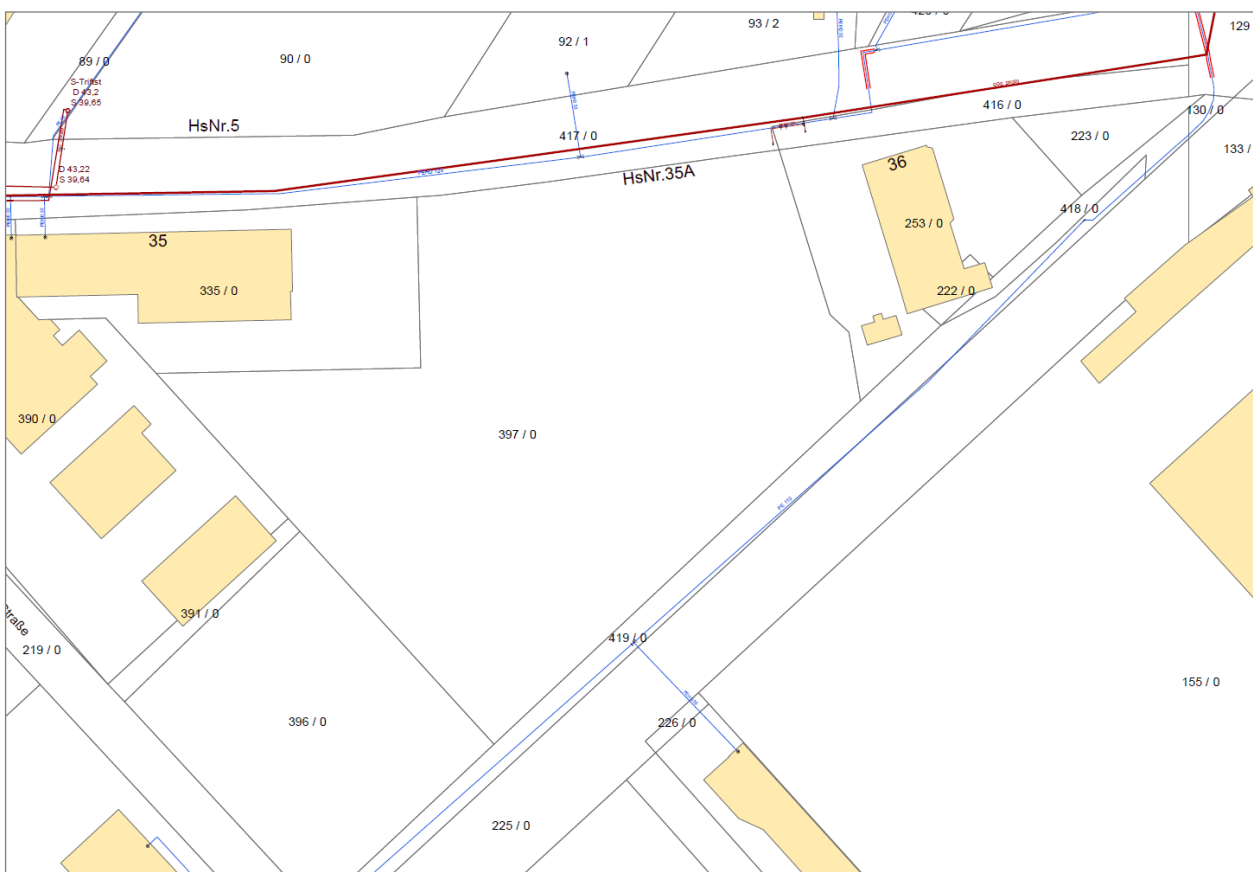 93 / 2
129
92 / 1
90 / 0
89 / 0
S-Triftst
D 43,2
S 39,65
416 / 0
130 / 0
HsNr.5
417 / 0
223 / 0
133 /
D 43,22
S 39,64
HsNr.35A
36
418 / 0
253 / 0
35
335 / 0
222 / 0
390 / 0
397 / 0
PE 110
391 / 0
straße
219 / 0
419 / 0
155 / 0
396 / 0
226 / 0
225 / 0